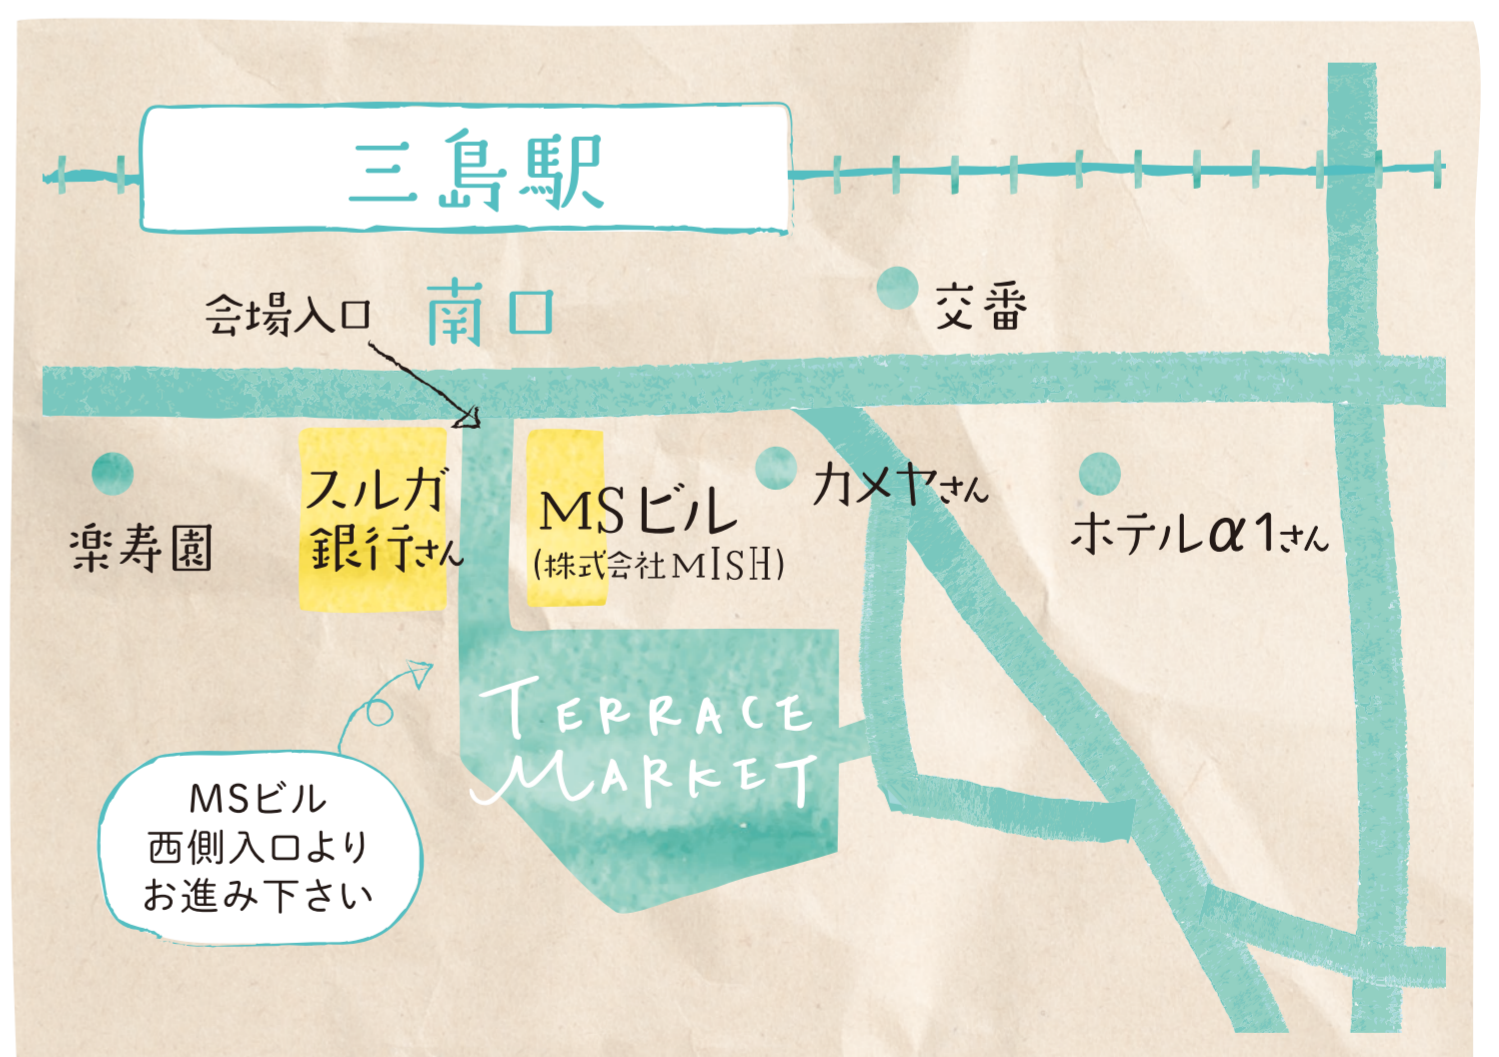 三島駅
会場入口
南口
交番
楽寿園
スルガ
銀行さん
MSビル
(株式会社MISH)
カメヤさん
ホテルα1さん
TERRACE
MARKET
MSビル
西側入口より
お進み下さい